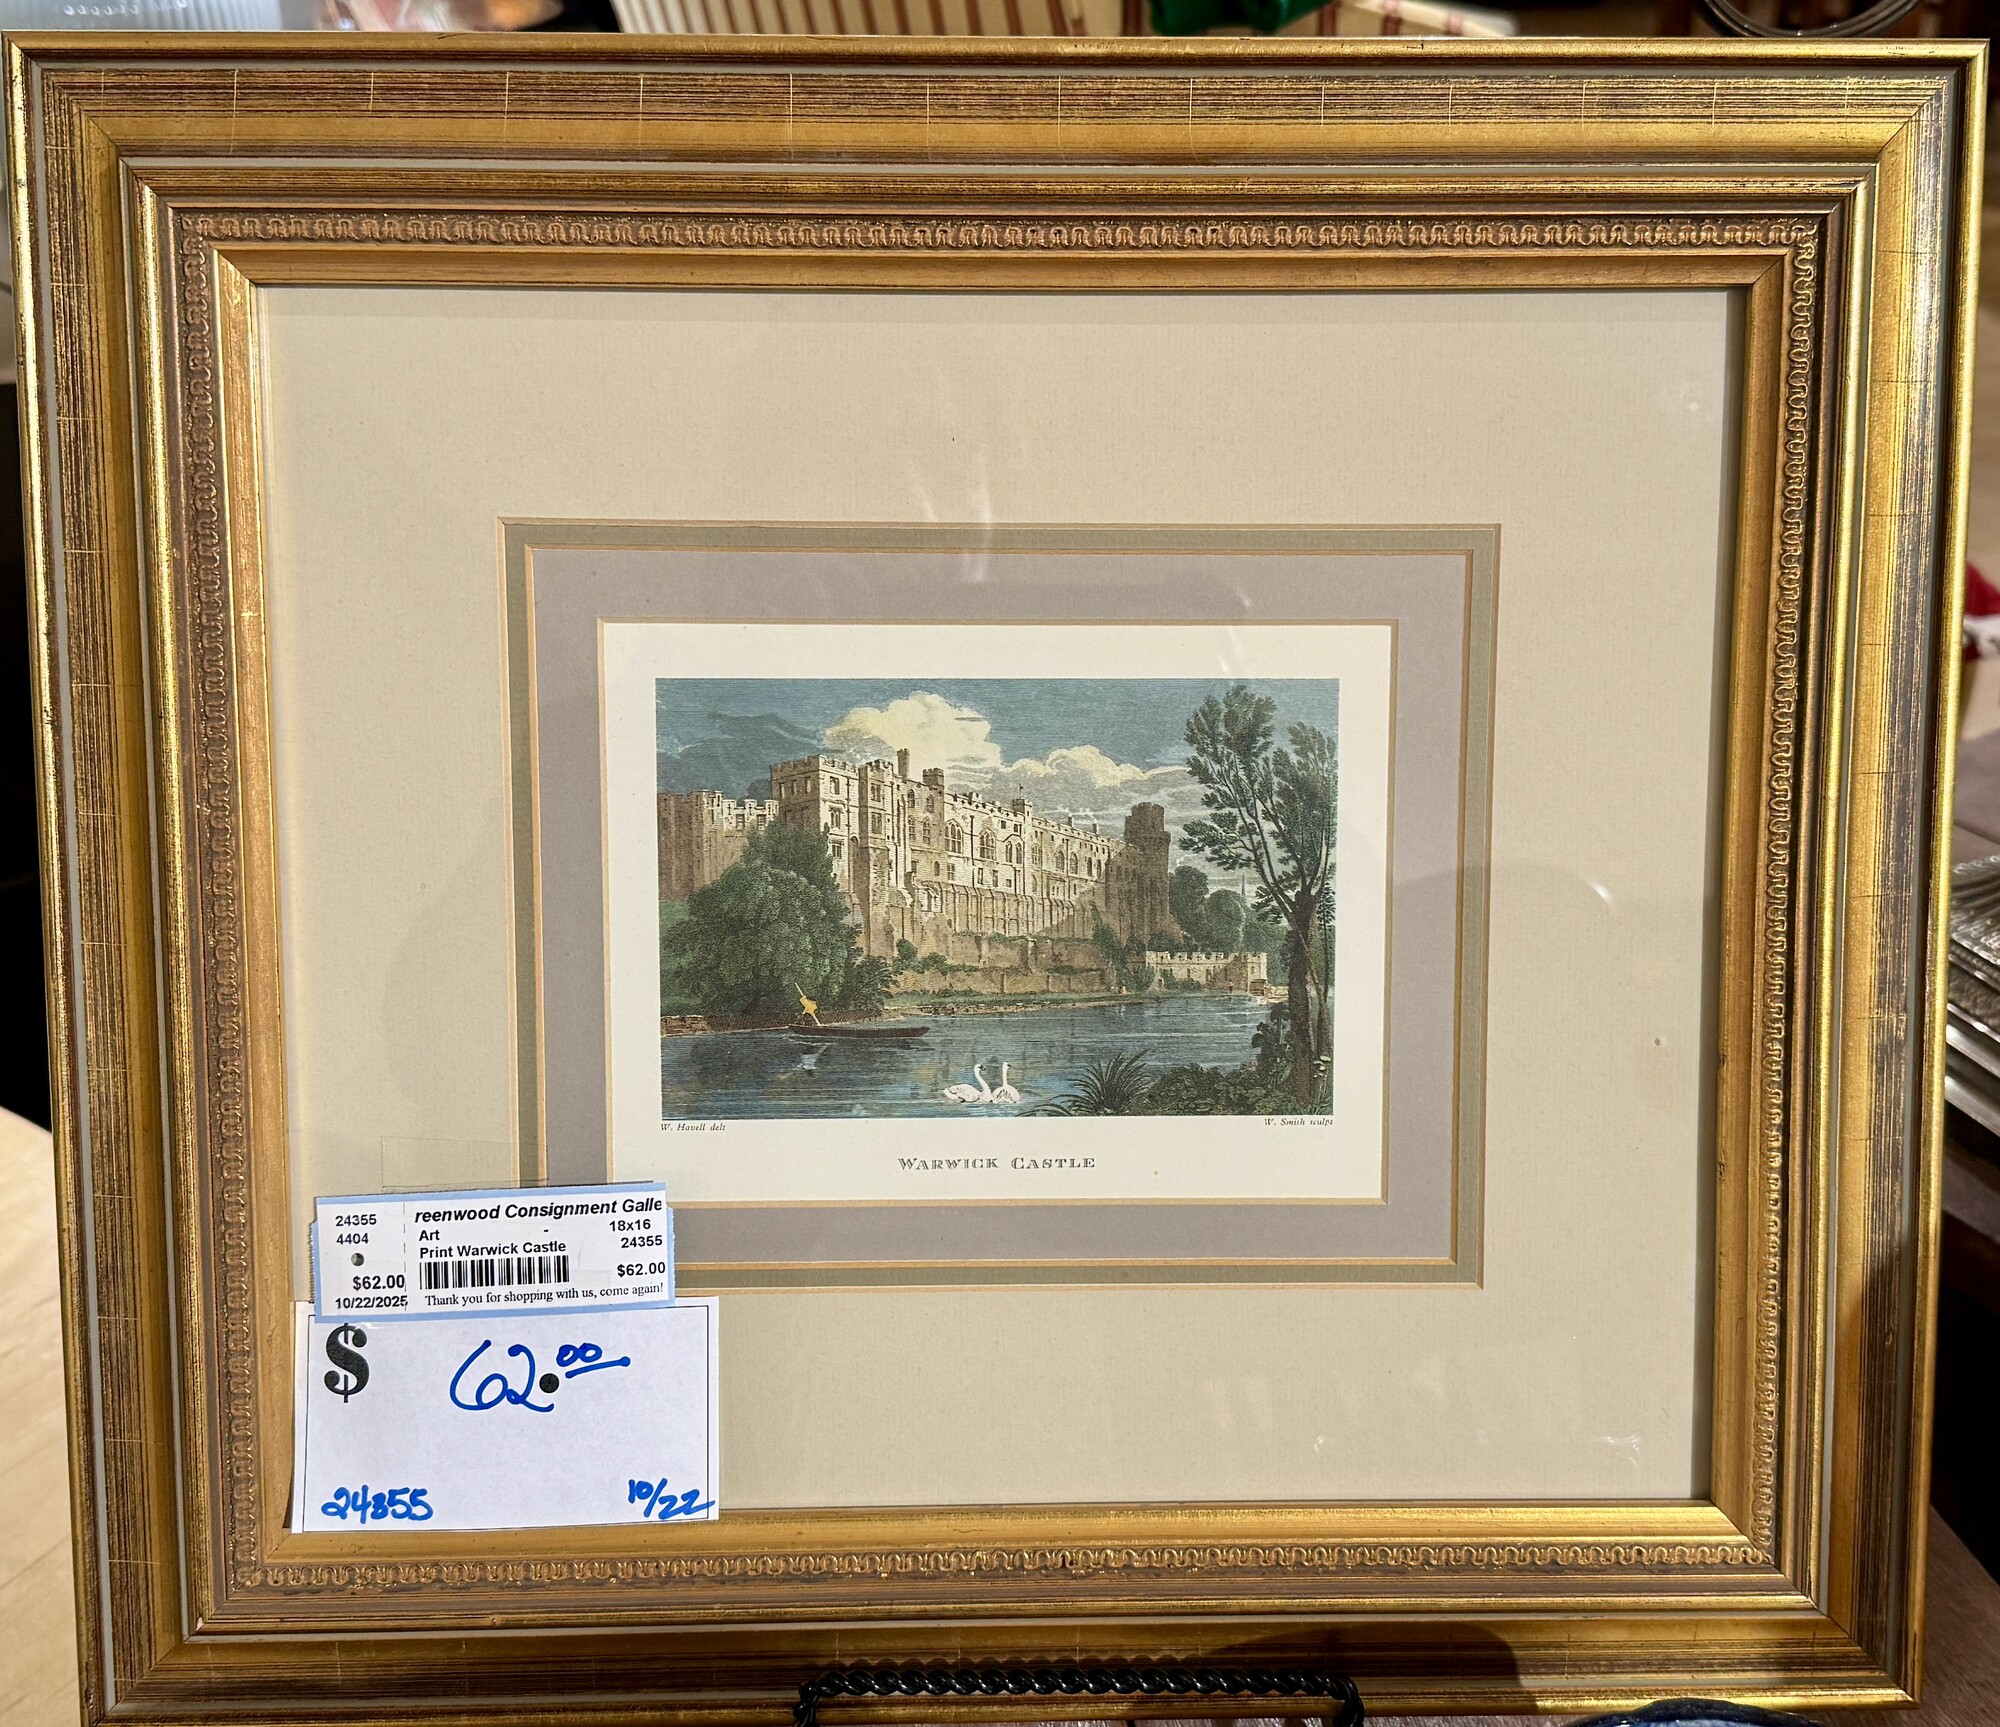 W. Havell delt
W. Smith sculpt
WARWICK CASTLE
24355
4404
$62.00
10/22/2025
reenwood Consignment Galle
Art - 18x16
Print Warwick Castle 24355
$62.00
Thank you for shopping with us, come again!
$ 62.00
24355 10/22